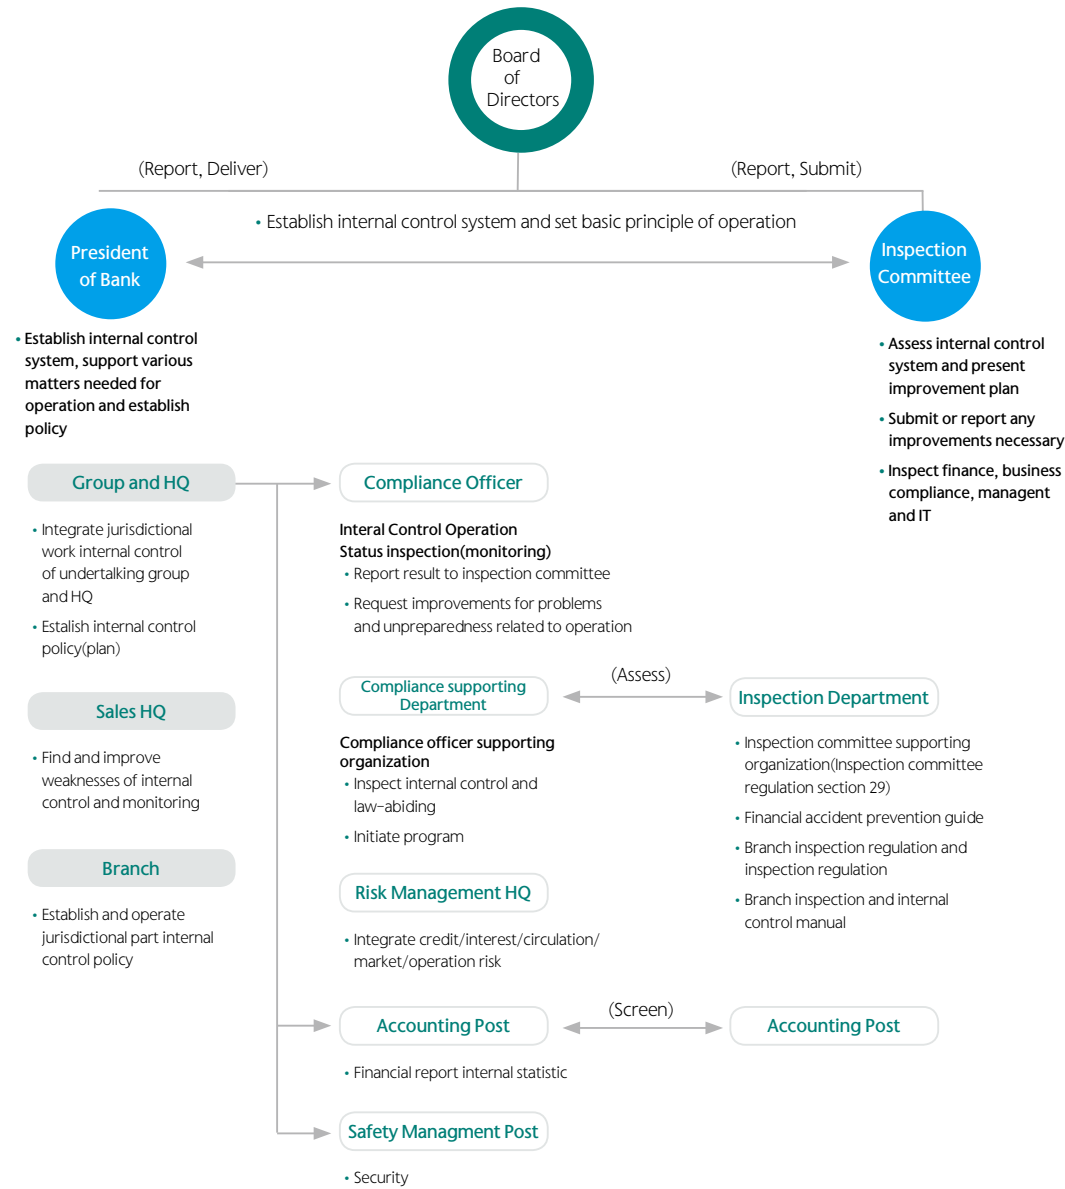 Board
of
Directors
(Report, Deliver)
(Report, Submit)
• Establish internal control system and set basic principle of operation
President
of Bank
Inspection
Committee
• Establish internal control
system, support various
matters needed for
operation and establish
policy
• Assess internal control
system and present
improvement plan
• Submit or report any
improvements necessary
• Inspect finance, business
compliance, managent
and IT
Group and HQ
• Integrate jurisdictional
work internal control
of undertalking group
and HQ
• Estalish internal control
policy(plan)
Sales HQ
• Find and improve
weaknesses of internal
control and monitoring
Branch
• Establish and operate
jurisdictional part internal
control policy
Compliance Officer
Interal Control Operation
Status inspection(monitoring)
• Report result to inspection committee
• Request improvements for problems
and unpreparedness related to operation
Compliance supporting
Department
(Assess)
Inspection Department
Compliance officer supporting
organization
• Inspect internal control and
law-abiding
• Initiate program
• Inspection committee supporting
organization(Inspection committee
regulation section 29)
• Financial accident prevention guide
• Branch inspection regulation and
inspection regulation
• Branch inspection and internal
control manual
Risk Management HQ
• Integrate credit/interest/circulation/
market/operation risk
Accounting Post
(Screen)
Accounting Post
• Financial report internal statistic
Safety Managment Post
• Security